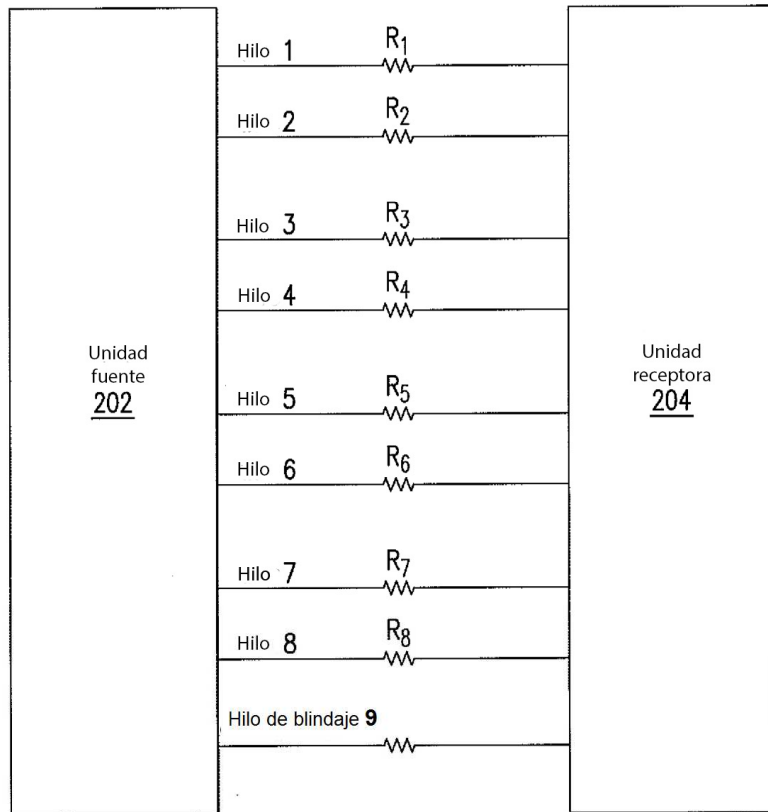 Hilo 1 R1
Hilo 2 R2
Hilo 3 R3
Hilo 4 R4
Unidad
fuente
202
Unidad
receptora
204
Hilo 5 R5
Hilo 6 R6
Hilo 7 R7
Hilo 8 R8
Hilo de blindaje 9